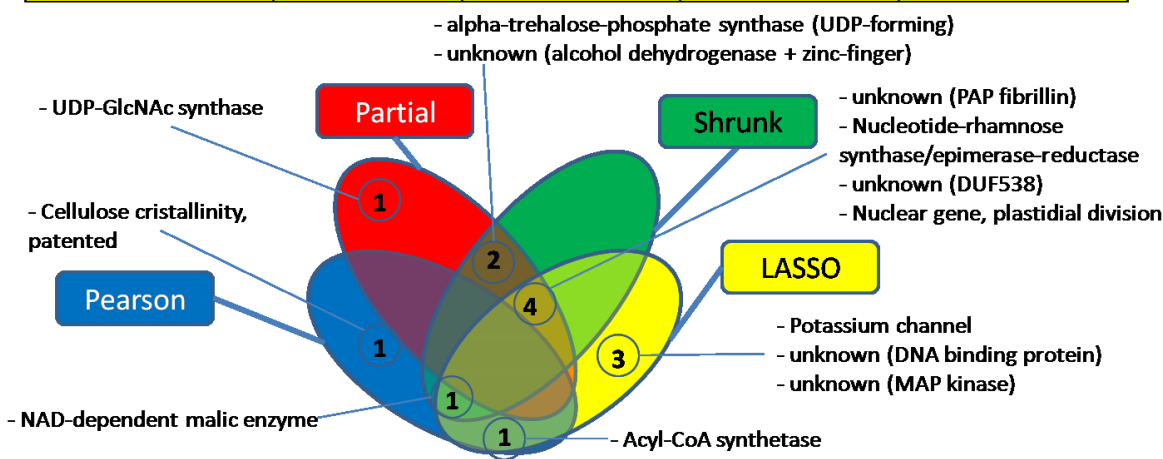 - alpha-trehalose-phosphate synthase (UDP-forming)
- unknown (alcohol dehydrogenase + zinc-finger)
- UDP-GlcNAc synthase
Partial
Shrunk
- unknown (PAP fibrillin)
- Nucleotide-rhamnose
synthase/epimerase-reductase
- unknown (DUF538)
- Nuclear gene, plastidial division
1
- Cellulose cristallinity,
patented
2
LASSO
Pearson
4
- Potassium channel
- unknown (DNA binding protein)
- unknown (MAP kinase)
1
3
1
- NAD-dependent malic enzyme
1
- Acyl-CoA synthetase